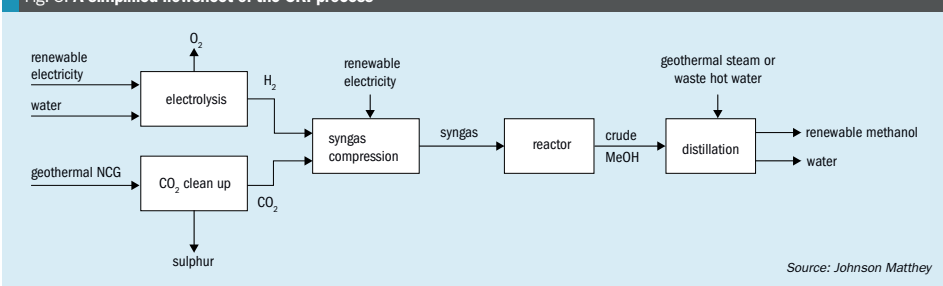 Fig. 3: A simplified flowsheet of the CRI process
O₂
renewable
electricity
water
electrolysis
H₂
renewable
electricity
geothermal steam or
waste hot water
geothermal NCG
CO₂ clean up
CO₂
sulphur
syngas
compression
syngas
reactor
crude
MeOH
distillation
renewable methanol
water
Source: Johnson Matthey